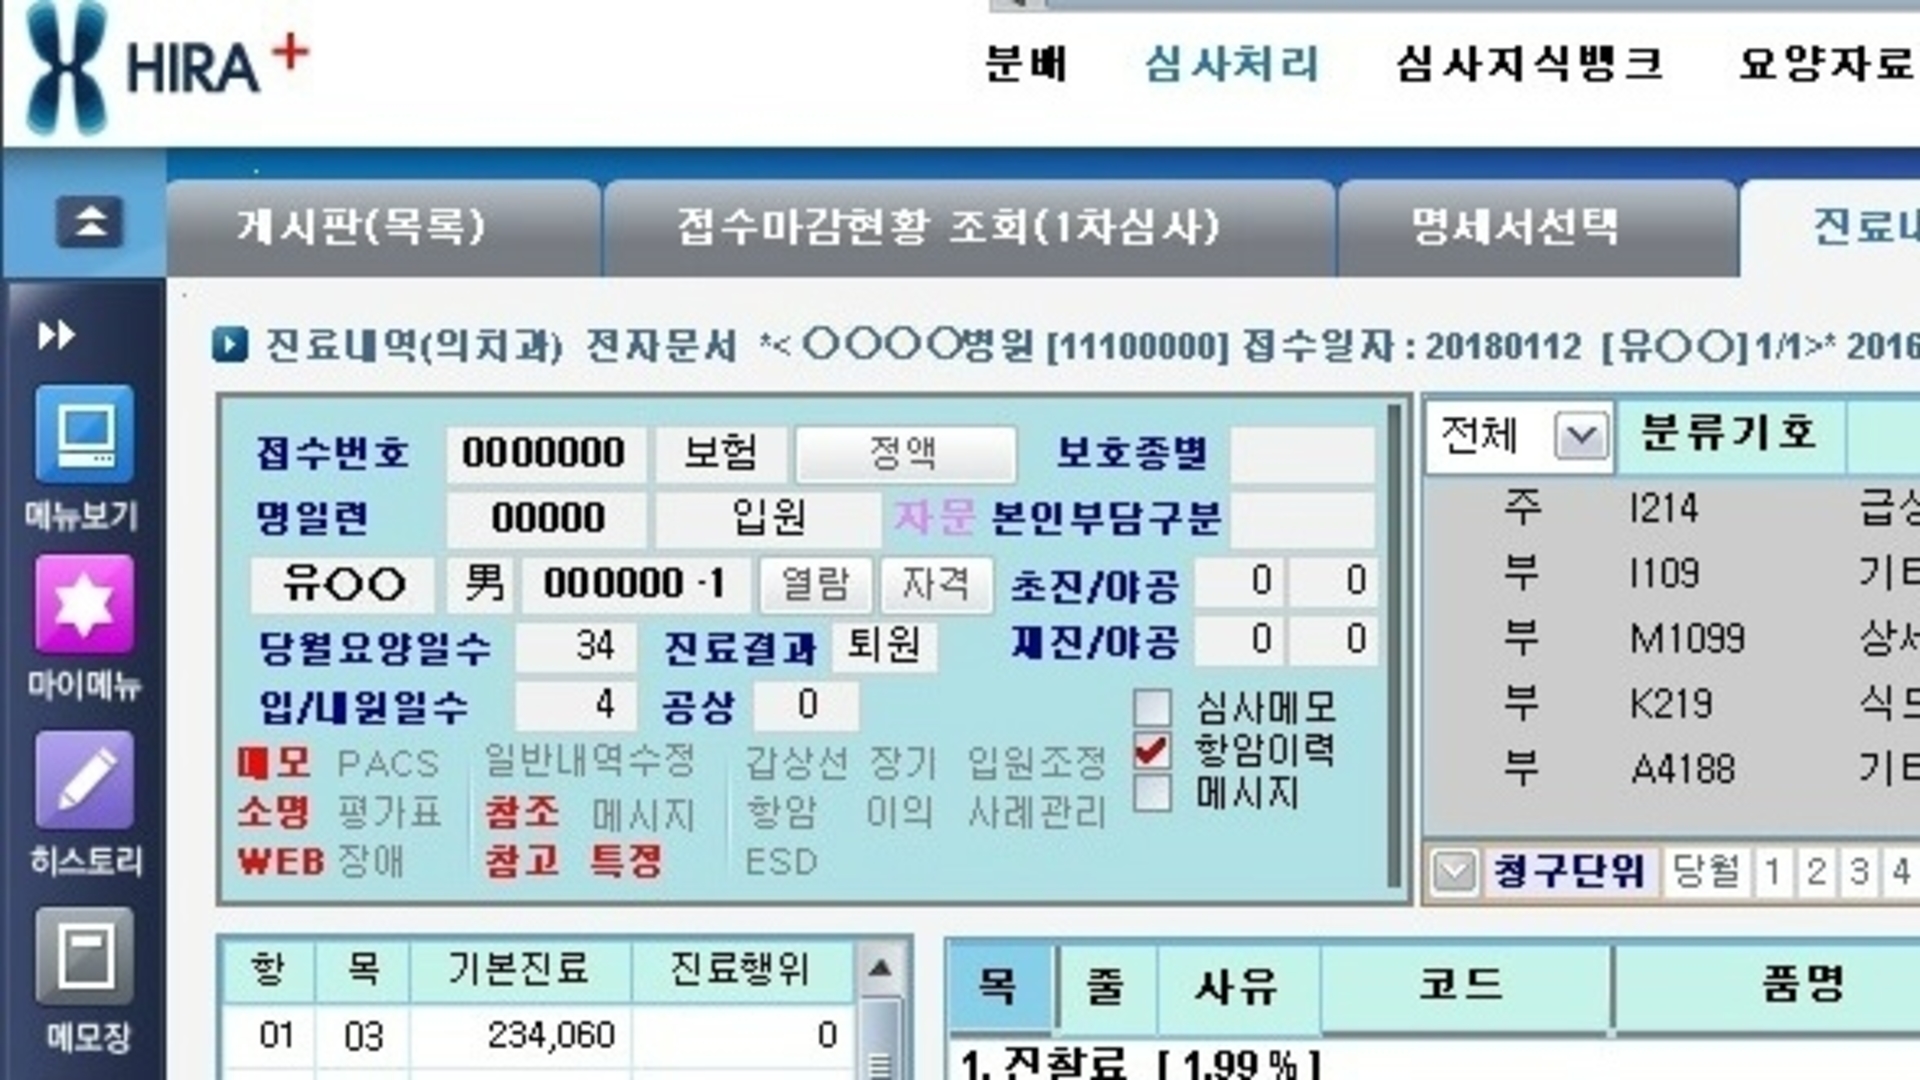 HIRA+
분배 심사처리 심사지식뱅크 요양자료
게시판(목록) 접수마감현황 조회(1차심사) 명세서선택 진료내
진료내역(의치과) 전자문서 *< 〇〇〇〇병원 [11100000] 접수일자 : 20180112 [유〇〇] 1/1>* 2016
메뉴보기
마이메뉴
히스토리
메모장
접수번호 0000000 보험 정액 보호종별
명일련 00000 입원 자문 본인부담구분
유〇〇 男 000000 -1 열람 자격 초진/야공 0 0
당월요양일수 34 진료결과 퇴원 재진/야공 0 0
입/내원일수 4 공상 0
심사메모
항암이력
메시지
메모 PACS 일반내역수정 갑상선 장기 입원조정
소명 평가표 참조 메시지 항암 이의 사례관리
WEB 장애 참고 특정 ESD
전체 분류기호
주 I214 급성
부 I109 기타
부 M1099 상세
부 K219 식도
부 A4188 기타
청구단위 당월 1 2 3 4
항 목 기본진료 진료행위
01 03 234,060 0
목 줄 사유 코드 품명
1. 진찰료 [ 1.99 % ]